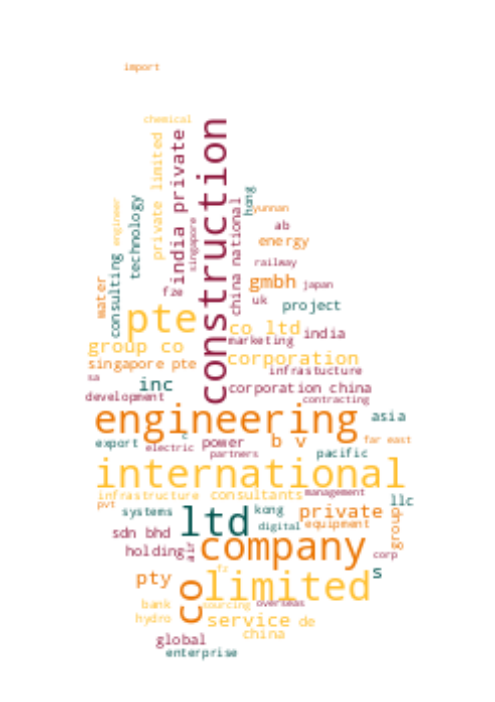 import
chemical
construction
private limited
india private
hong
yunnan
technology
engineer
singapore
china national
ab
energy
consulting
railway
water
gmbh
japan
fze
uk
project
pte
co ltd
india
marketing
group co
corporation
singapore pte
infrastucture
sa
inc
corporation china
development
contracting
engineering
asia
c
export
power
b v
far east
electric
partners
pacific
international
infrastructure
consultants
management
pvt
llc
systems
ltd
kong
private
group
digital
equipment
sdn bhd
company
holding
air
corp
fc
s
pty
limited
co
bank
sourcing
overseas
hydro
service
de
china
global
enterprise